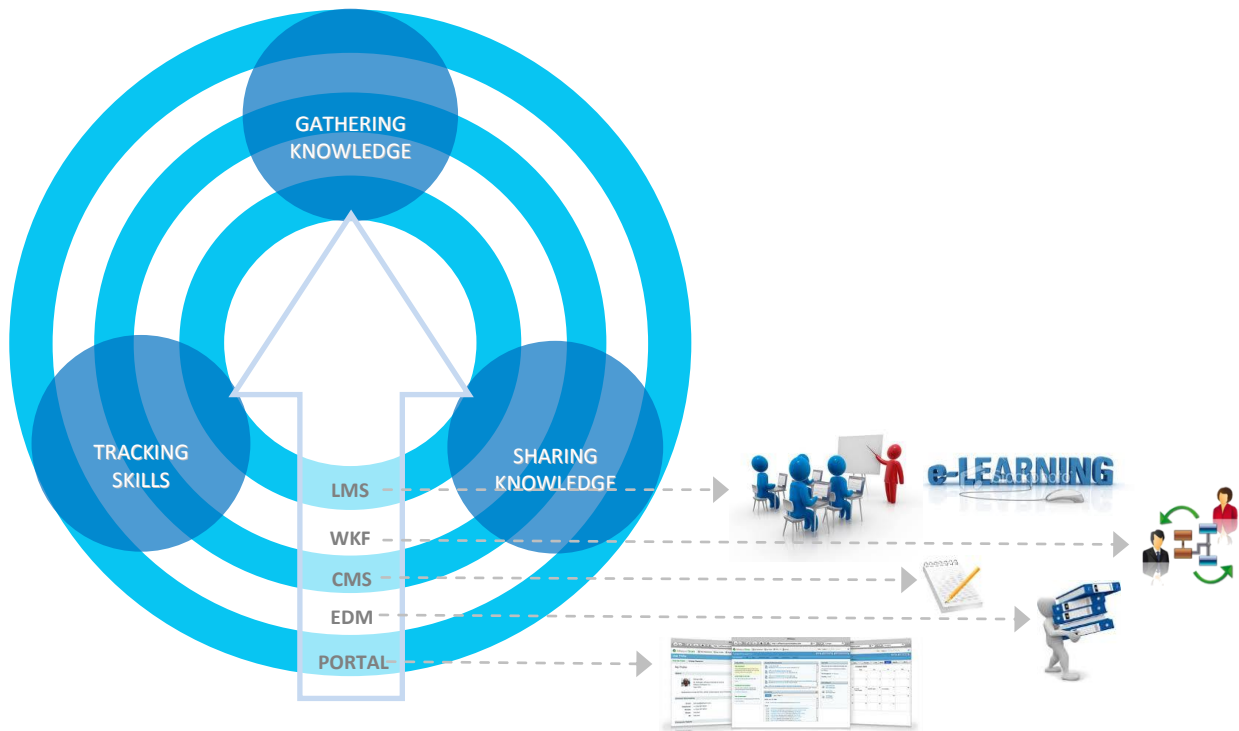 GATHERING
KNOWLEDGE
TRACKING
SKILLS
SHARING
KNOWLEDGE
LMS
WKF
CMS
EDM
PORTAL
e-LEARNING